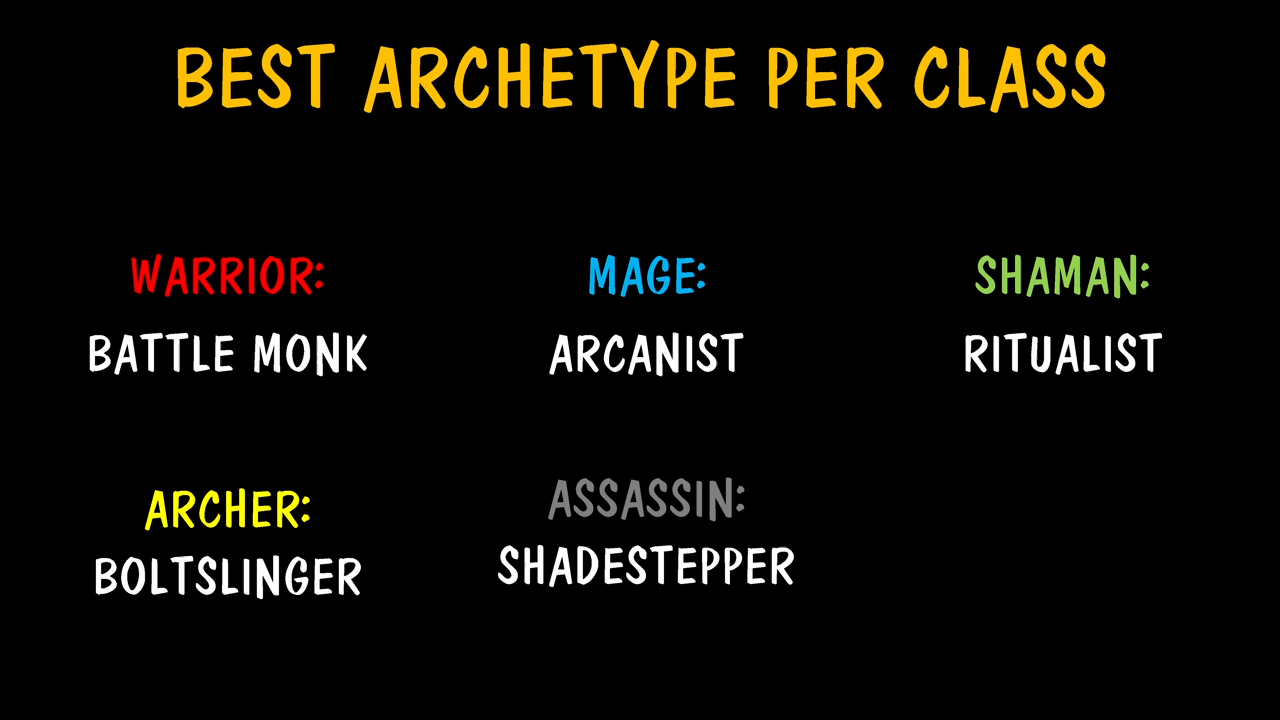 BEST ARCHETYPE PER CLASS
WARRIOR:
BATTLE MONK
MAGE:
ARCANIST
SHAMAN:
RITUALIST
ARCHER:
BOLTSLINGER
ASSASSIN:
SHADESTEPPER